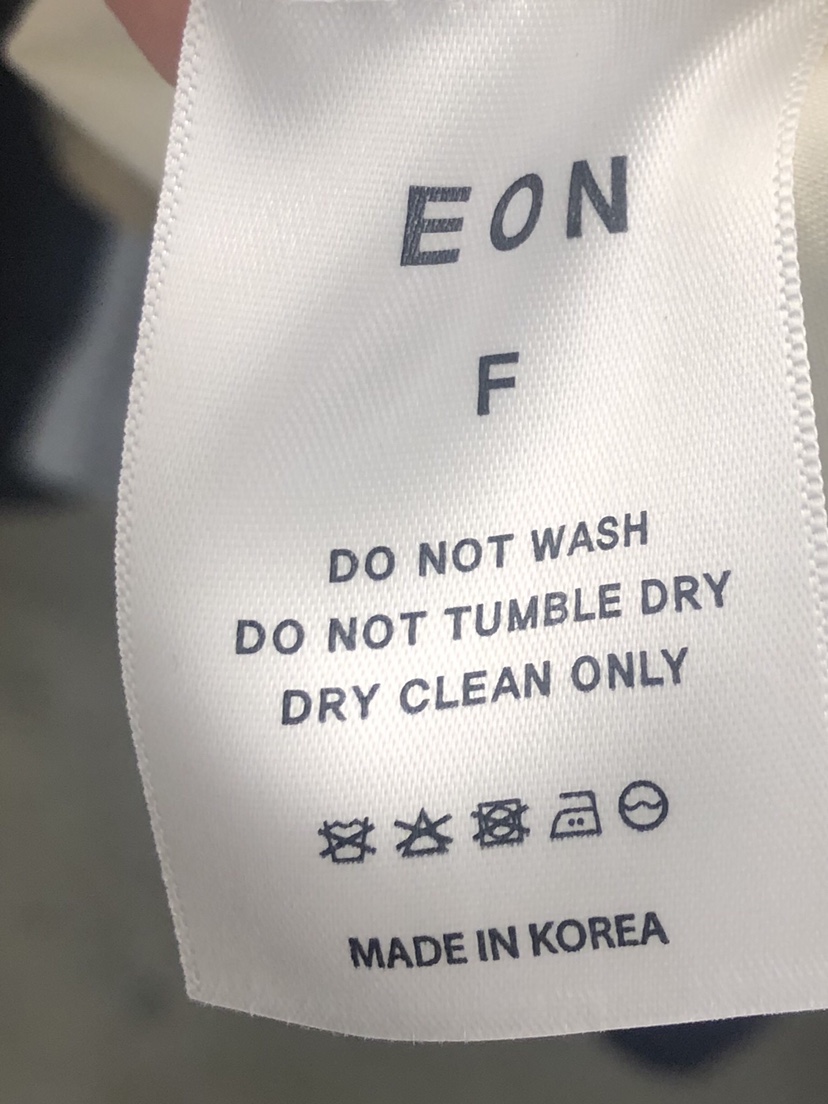 EON
F
DO NOT WASH
DO NOT TUMBLE DRY
DRY CLEAN ONLY
MADE IN KOREA